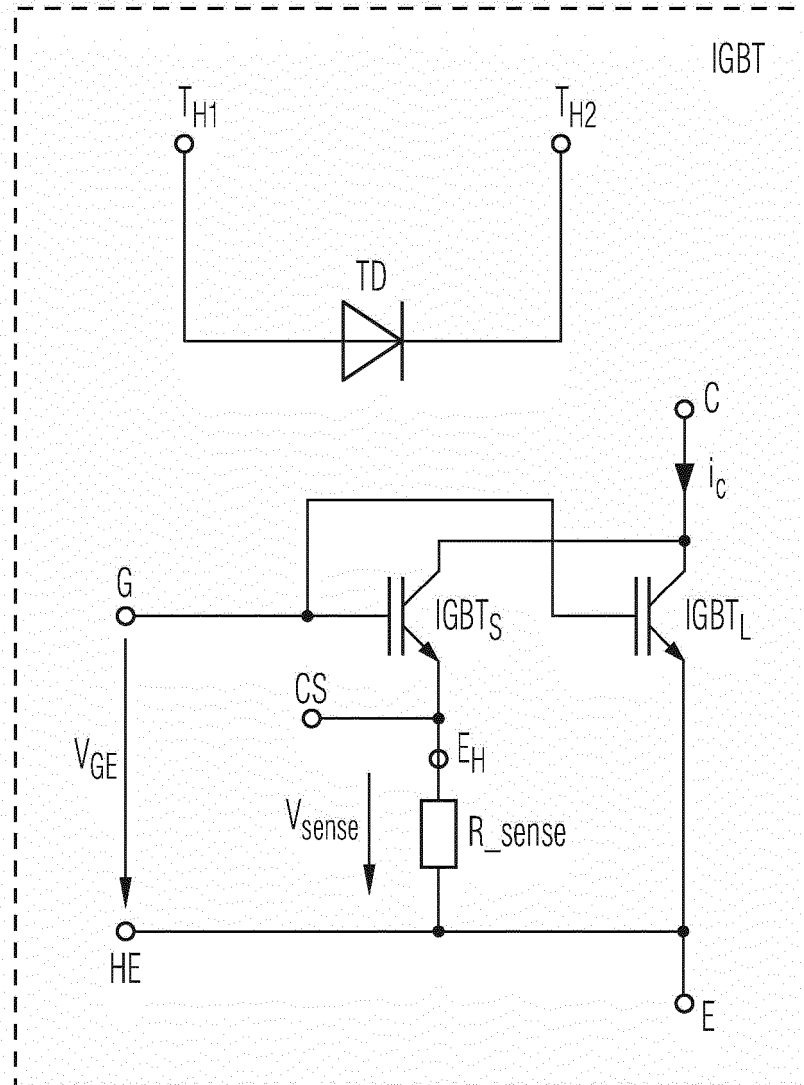 IGBT
T_H1
T_H2
TD
C
i_c
G
IGBT_S
IGBT_L
CS
E_H
V_GE
V_sense
R_sense
HE
E